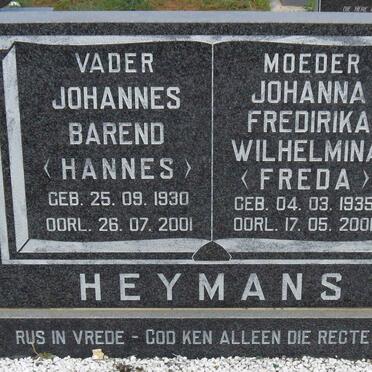 VADER
JOHANNES
BAREND
(HANNES)
GEB. 25.09.1930
OORL. 26.07.2001
MOEDER
JOHANNA
FREDIRIKA
WILHELMINA
(FREDA)
GEB. 04.03.1935
OORL. 17.05.2001
HEYMANS
RUS IN VREDE - GOD KEN ALLEEN DIE REGTE